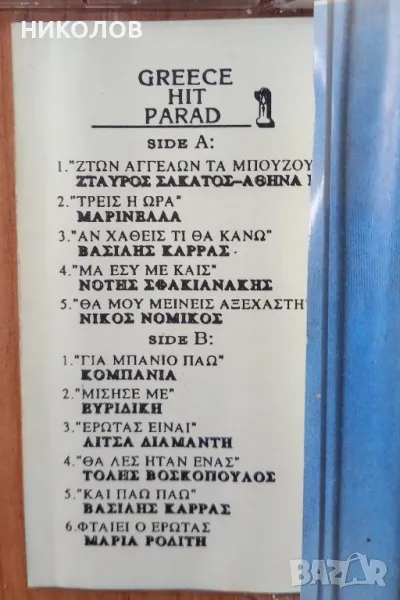 НИКОЛОВ
GREECE
HIT
PARAD 1
SIDE A:
1."ΖΤΩΝ ΑΓΓΕΛΩΝ ΤΑ ΜΠΟΥΖΟΥ
ΖΤΑΥΡΟΣ ΣΑΚΑΤΟΣ-ΑΘΗΝΑ
2."ΤΡΕΙΣ Η ΩΡΑ"
ΜΑΡΙΝΕΛΛΑ
3."ΑΝ ΧΑΘΕΙΣ ΤΙ ΘΑ ΚΑΝΩ"
ΒΑΣΙΛΗΣ ΚΑΡΡΑΣ
4."ΜΑ ΕΣΥ ΜΕ ΚΑΙΣ"
ΝΟΤΗΣ ΣΦΑΚΙΑΝΑΚΗΣ
5."ΘΑ ΜΟΥ ΜΕΙΝΕΙΣ ΑΞΕΧΑΣΤΗ"
ΝΙΚΟΣ ΝΟΜΙΚΟΣ
SIDE B:
1."ΓΙΑ ΜΠΑΝΙΟ ΠΑΩ"
ΚΟΜΠΑΝΙΑ
2."ΜΙΣΗΣΕ ΜΕ"
ΕΥΡΙΔΙΚΗ
3."ΕΡΩΤΑΣ ΕΙΝΑΙ"
ΛΙΤΣΑ ΔΙΑΜΑΝΤΗ
4."ΘΑ ΛΕΣ ΗΤΑΝ ΕΝΑΣ"
ΤΟΛΗΣ ΒΟΣΚΟΠΟΥΛΟΣ
5."ΚΑΙ ΠΑΩ ΠΑΩ"
ΒΑΣΙΛΗΣ ΚΑΡΡΑΣ
6.ΦΤΑΙΕΙ Ο ΕΡΩΤΑΣ
ΜΑΡΙΑ ΡΟΔΙΤΗ
BAZAR